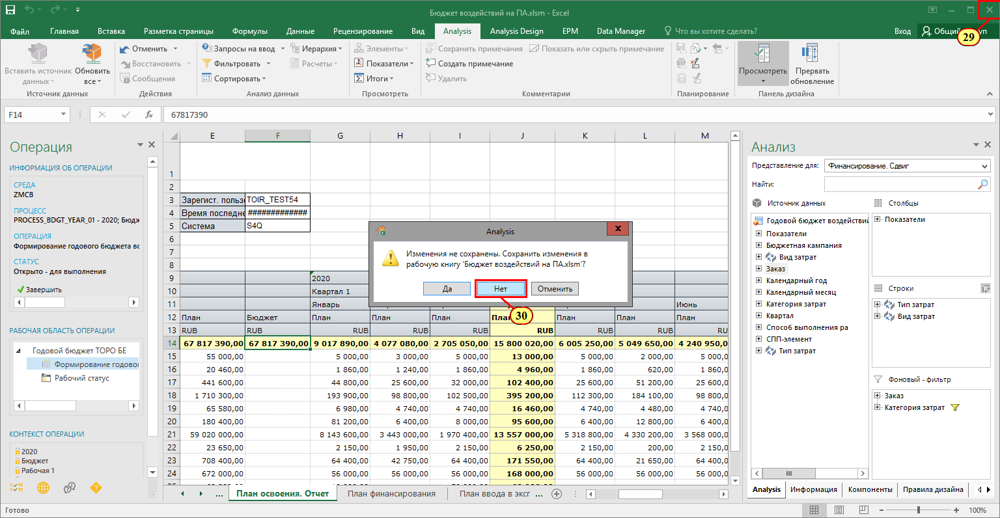 Бюджет воздействий на ПА.xlsm - Excel
Файл Главная Вставка Разметка страницы Формулы Данные Рецензирование Вид Analysis Analysis Design EPM Data Manager Что вы хотите сделать? Вход
29
Вставить источник данных
Обновить все
Источник данных
Отменить
Восстановить
Сообщения
Действия
Запросы на ввод
Фильтровать
Сортировать
Иерархия
Расчеты
Анализ данных
Элементы
Показатели
Итоги
Просмотреть
Сохранить примечания
Показать или скрыть примечание
Создать примечание
Удалить
Комментарии
Планирование
Просмотреть
Прервать обновление
Панель дизайна
F14
fx
67817390
Операция
ИНФОРМАЦИЯ ОБ ОПЕРАЦИИ
СРЕДА
ZMCB
ПРОЦЕСС
PROCESS_BDGT_YEAR_01 - 2020; Бюдж
ОПЕРАЦИЯ
Формирование годового бюджета вс
СТАТУС
Открыто - для выполнения
Завершить
РАБОЧАЯ ОБЛАСТЬ ОПЕРАЦИИ
Годовой бюджет ТОРО БЕ
Формирование годово
Рабочий статус
КОНТЕКСТ ОПЕРАЦИИ
2020
Бюджет
Рабочая 1
E F G H I J K L M
1
2
3 Зарегист. польз TOIR_TEST54
4 Время последне #############
5 Система S4Q
6
7
8
9 2020
10 Квартал 1
11 Январь Июнь
12 План Бюджет План План План План План План План
13 RUB RUB RUB RUB RUB RUB RUB RUB RUB
14 67 817 390,00 67 817 390,00 9 017 890,00 4 077 080,00 2 705 050,00 15 800 020,00 6 005 250,00 5 049 650,00 4 240 950,0
15 55 000,00 5 000,00 3 000,00 5 000,00 13 000,00 5 000,00 2 000,00 5 000,0
16 20 460,00 1 860,00 1 240,00 1 860,00 4 960,00 1 860,00 620,00 1 860,0
17 441 600,00 44 800,00 25 600,00 32 000,00 102 400,00 25 600,00 51 200,00 25 600,0
18 1 710 300,00 193 900,00 98 800,00 102 500,00 395 200,00 112 300,00 184 100,00 98 800,0
19 65 580,00 6 980,00 4 740,00 4 740,00 16 460,00 4 740,00 4 480,00 4 740,0
20 180 400,00 81 200,00 6 400,00 8 000,00 95 600,00 6 400,00 12 800,00 6 400,0
21 59 020 000,00 8 143 600,00 3 443 000,00 1 970 400,00 13 557 000,00 5 318 800,00 4 330 200,00 3 568 000,0
22 23 650,00 2 150,00 1 950,00 2 150,00 6 250,00 2 150,00 200,00 2 150,0
23 708 400,00 64 400,00 42 750,00 64 400,00 171 550,00 64 400,00 21 650,00 64 400,0
24 672 000,00 56 000,00 56 000,00 56 000,00 168 000,00 56 000,00 56 000,00 56 000,0
Analysis
Изменения не сохранены. Сохранить изменения в
рабочую книгу 'Бюджет воздействий на ПА.xlsm'?
Да Нет Отменить
30
... План освоения. Отчет План финансирования План ввода в эксг ...
Анализ
Представление для: Финансирование. Сдвиг
Найти:
Источник данных
Годовой бюджет воздействи
Показатели
Бюджетная кампания
Вид затрат
Заказ
Календарный год
Календарный месяц
Категория затрат
Квартал
Способ выполнения ра
СПП-элемент
Тип затрат
Столбцы
Показатели
Строки
Тип затрат
Вид затрат
Фоновый - фильтр
Заказ
Категория затрат
Analysis Информация Компоненты Правила дизайна
Готово
100%